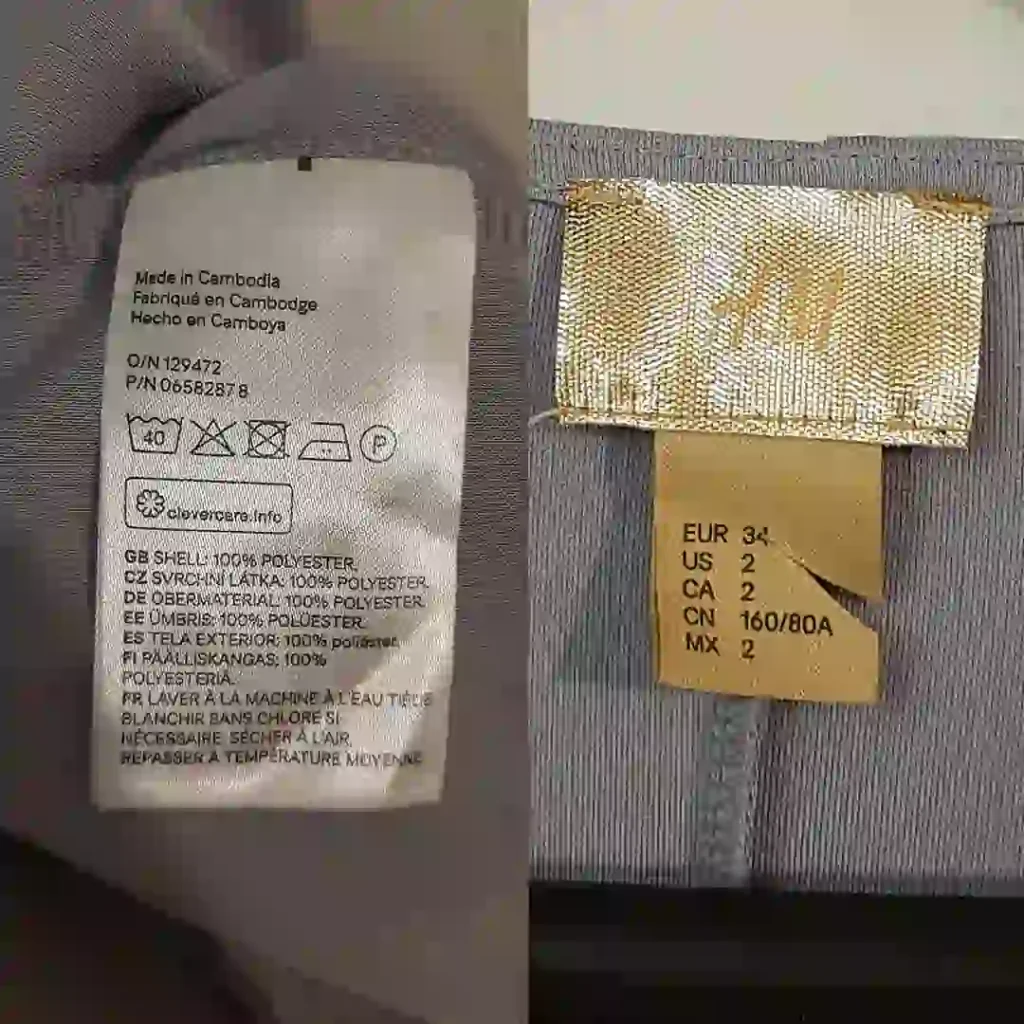 Made in Cambodia
Fabriqué en Cambodge
Hecho en Camboya
O/N 129472
P/N 0658287 8
40
P
clevercare.info
GB SHELL: 100% POLYESTER.
CZ SVRCHNI LÁTKA: 100% POLYESTER.
DE OBERMATERIAL: 100% POLYESTER.
EE ÜMBRIS: 100% POLÜESTER.
ES TELA EXTERIOR: 100% poliéster.
FI PÄÄLLISKANGAS: 100%
POLYESTERIÄ.
FR LAVER À LA MACHINE À L'EAU TIÈDE
BLANCHIR SANS CHLORE SI
NÉCESSAIRE. SÉCHER À L'AIR.
REPASSER À TEMPÉRATURE MOYENNE
H&M
EUR 34
US 2
CA 2
CN 160/80A
MX 2